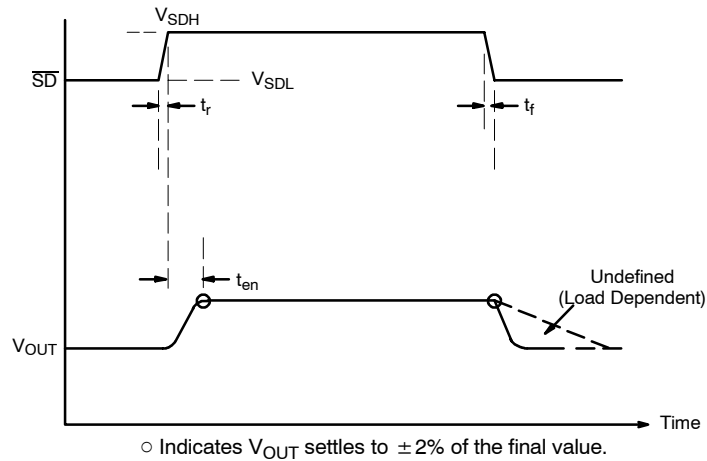 V_SDH
S̅D̅
V_SDL
t_r
t_f
t_en
Undefined
(Load Dependent)
V_OUT
Time
○ Indicates V_OUT settles to ±2% of the final value.